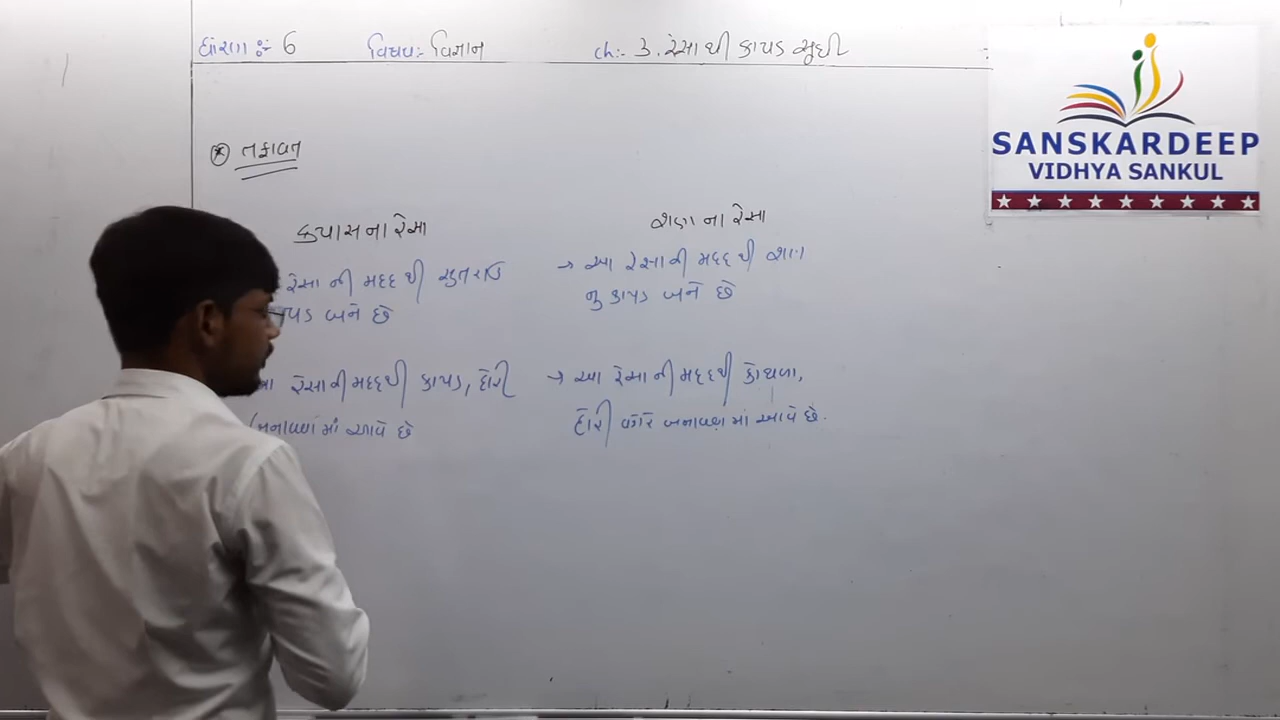 ધોરણ :- 6 વિષય:- વિજ્ઞાન ch:- 3. રેસાથી કાપડ સુધી
SANSKARDEEP
VIDHYA SANKUL
* તફાવત
કપાસના રેસા
રેસાની મદદથી સુતરાઉ
પડ બને છે
રેસાની મદદથી કાપડ, દોરી
બનાવવામાં આવે છે
શણના રેસા
→ આ રેસાની મદદથી શણ
નુ કાપડ બને છે
→ આ રેસાની મદદથી કોથળા,
દોરી વગેરે બનાવવામાં આવે છે.